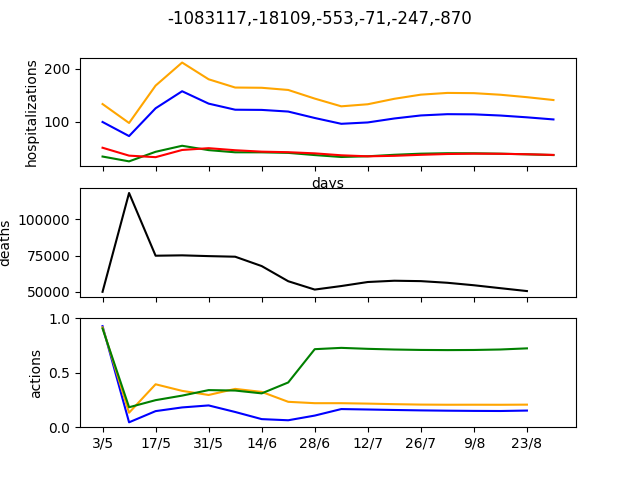 -1083117,-18109,-553,-71,-247,-870
hospitalizations
200
100
days
deaths
100000
75000
50000
actions
1.0
0.5
0.0
3/5 17/5 31/5 14/6 28/6 12/7 26/7 9/8 23/8